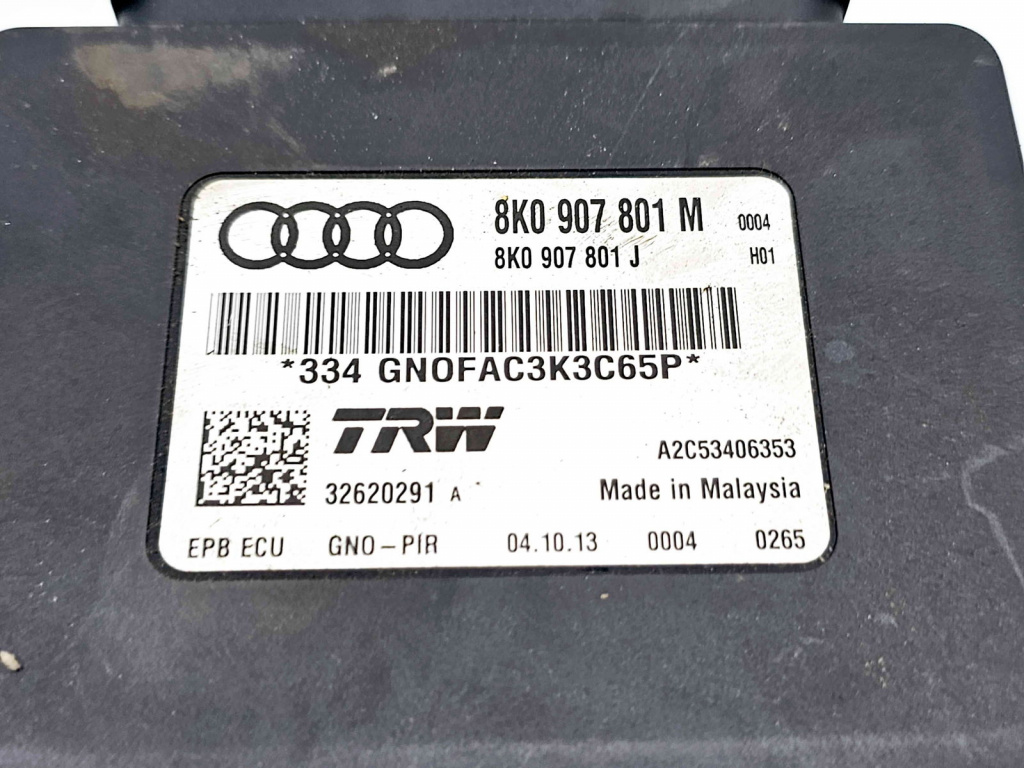 8K0 907 801 M 0004
8K0 907 801 J H01
*334 GNOFAC3K3C65P*
TRW
A2C53406353
32620291 A Made in Malaysia
EPB ECU GNO-PIR 04.10.13 0004 0265